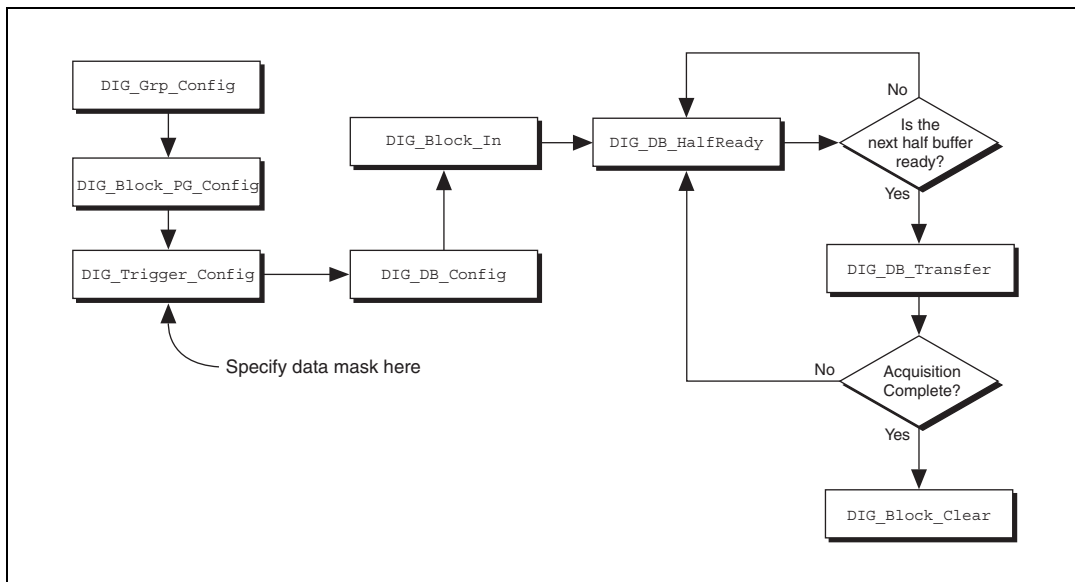 DIG_Grp_Config
DIG_Block_PG_Config
DIG_Trigger_Config
Specify data mask here
DIG_DB_Config
DIG_Block_In
DIG_DB_HalfReady
No
Is the
next half buffer
ready?
Yes
DIG_DB_Transfer
No
Acquisition
Complete?
Yes
DIG_Block_Clear